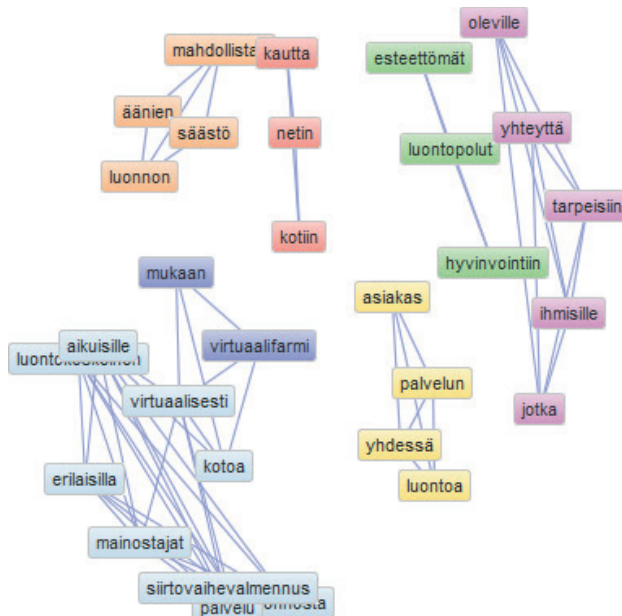 oleville
mahdollista
kautta
esteettömät
äänien
säästö
netin
yhteyttä
luontopolut
luonnon
tarpeisiin
kotiin
hyvinvointiin
mukaan
asiakas
ihmisille
aikuisille
virtuaalifarmi
palvelun
virtuaalisesti
jotka
yhdessä
kotoa
erilaisilla
luontoa
mainostajat
siirtovaihevalmennus
palvelu